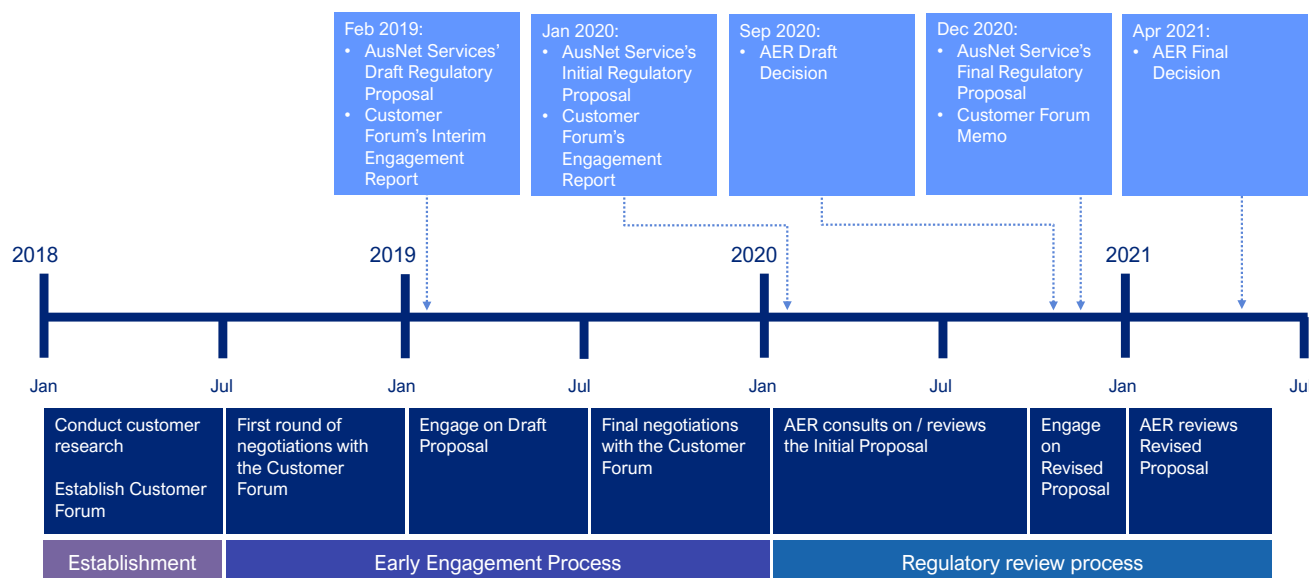 Feb 2019:
• AusNet Services’
Draft Regulatory
Proposal
• Customer
Forum’s Interim
Engagement
Report
Jan 2020:
• AusNet Service’s
Initial Regulatory
Proposal
• Customer
Forum’s
Engagement
Report
Sep 2020:
• AER Draft
Decision
Dec 2020:
• AusNet Service’s
Final Regulatory
Proposal
• Customer Forum
Memo
Apr 2021:
• AER Final
Decision
2018
2019
2020
2021
Jan
Jul
Jan
Jul
Jan
Jul
Jan
Jul
Conduct customer
research
Establish Customer
Forum
First round of
negotiations with
the Customer
Forum
Engage on Draft
Proposal
Final negotiations
with the Customer
Forum
AER consults on / reviews
the Initial Proposal
Engage
on
Revised
Proposal
AER reviews
Revised
Proposal
Establishment
Early Engagement Process
Regulatory review process